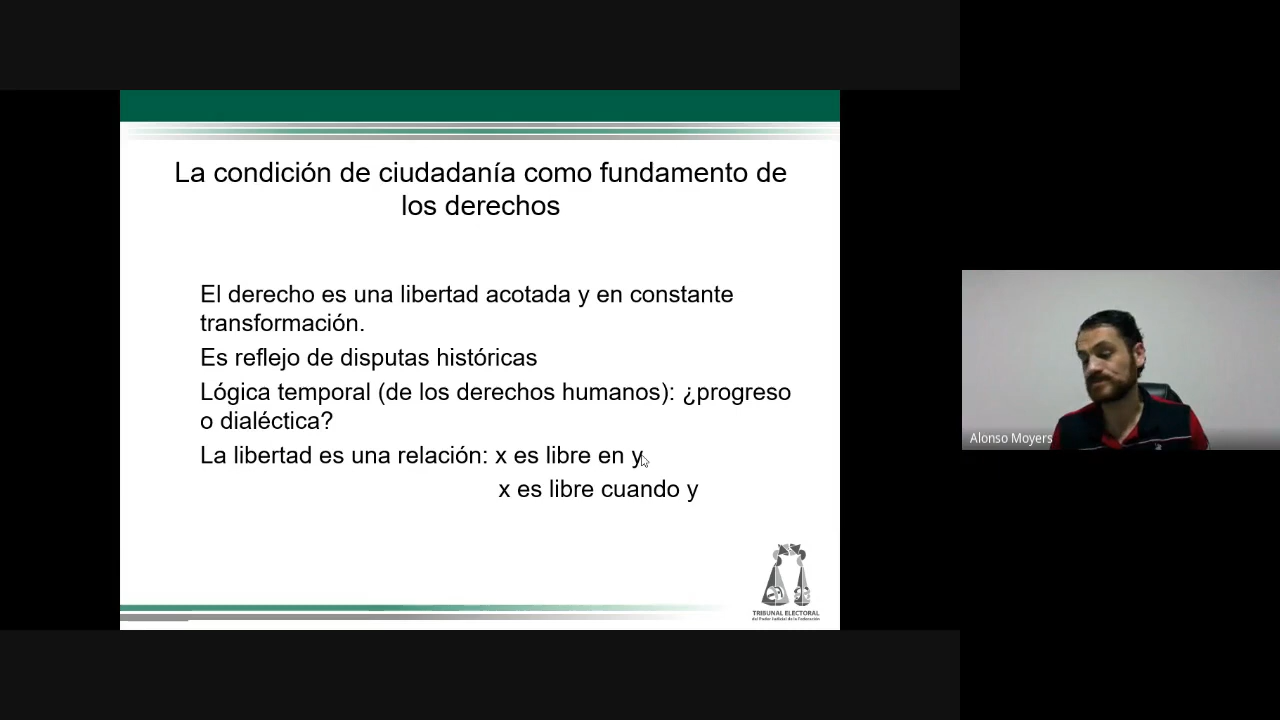 La condición de ciudadanía como fundamento de
los derechos
El derecho es una libertad acotada y en constante
transformación.
Es reflejo de disputas históricas
Lógica temporal (de los derechos humanos): ¿progreso
o dialéctica?
La libertad es una relación: x es libre en y
x es libre cuando y
TRIBUNAL ELECTORAL
del Poder Judicial de la Federación
Alonso Moyers